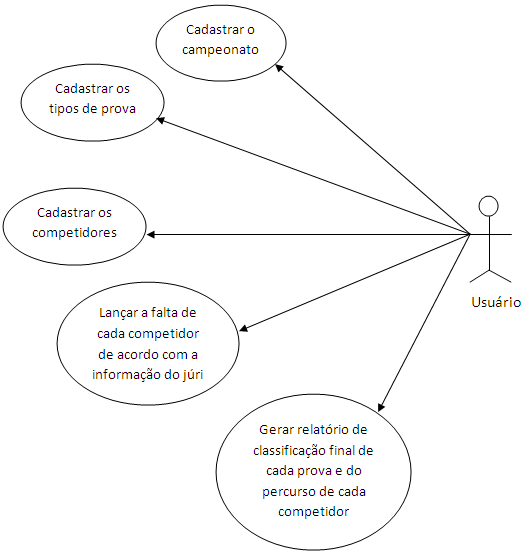 Cadastrar o
campeonato
Cadastrar os
tipos de prova
Cadastrar os
competidores
Lançar a falta de
cada competidor
de acordo com a
informação do júri
Gerar relatório de
classificação final de
cada prova e do
percurso de cada
competidor
Usuário